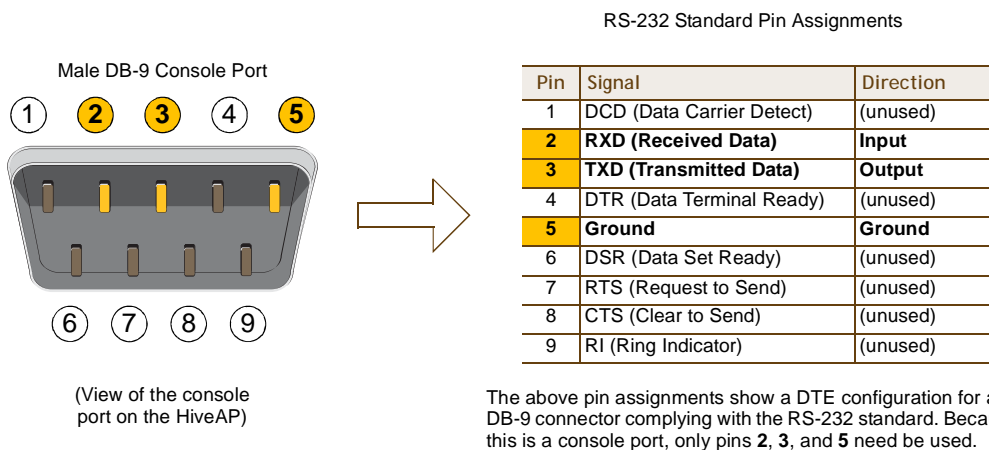 RS-232 Standard Pin Assignments
Male DB-9 Console Port
1 2 3 4 5
6 7 8 9
(View of the console
port on the HiveAP)
Pin Signal Direction
1 DCD (Data Carrier Detect) (unused)
2 RXD (Received Data) Input
3 TXD (Transmitted Data) Output
4 DTR (Data Terminal Ready) (unused)
5 Ground Ground
6 DSR (Data Set Ready) (unused)
7 RTS (Request to Send) (unused)
8 CTS (Clear to Send) (unused)
9 RI (Ring Indicator) (unused)
The above pin assignments show a DTE configuration for a
DB-9 connector complying with the RS-232 standard. Beca
this is a console port, only pins 2, 3, and 5 need be used.